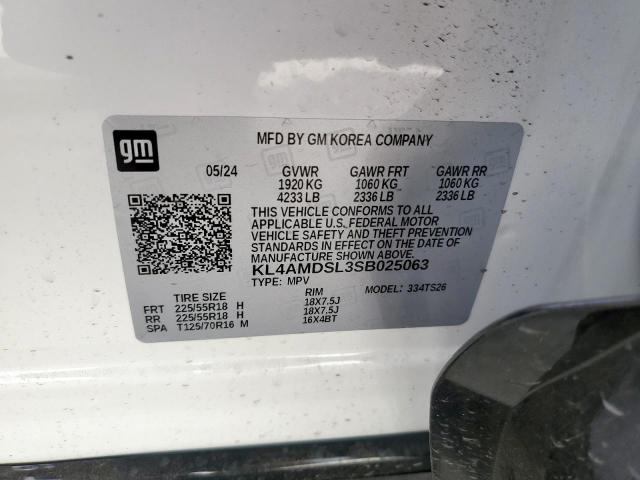 gm
MFD BY GM KOREA COMPANY
05/24 GVWR GAWR FRT GAWR RR
1920 KG 1060 KG 1060 KG
4233 LB 2336 LB 2336 LB
THIS VEHICLE CONFORMS TO ALL
APPLICABLE U.S. FEDERAL MOTOR
VEHICLE SAFETY AND THEFT PREVENTION
STANDARDS IN EFFECT ON THE DATE OF
MANUFACTURE SHOWN ABOVE.
KL4AMDSL3SB025063
TYPE: MPV MODEL: 334TS26
TIRE SIZE RIM
FRT 225/55R18 H 18X7.5J
RR 225/55R18 H 18X7.5J
SPA T125/70R16 M 16X4BT